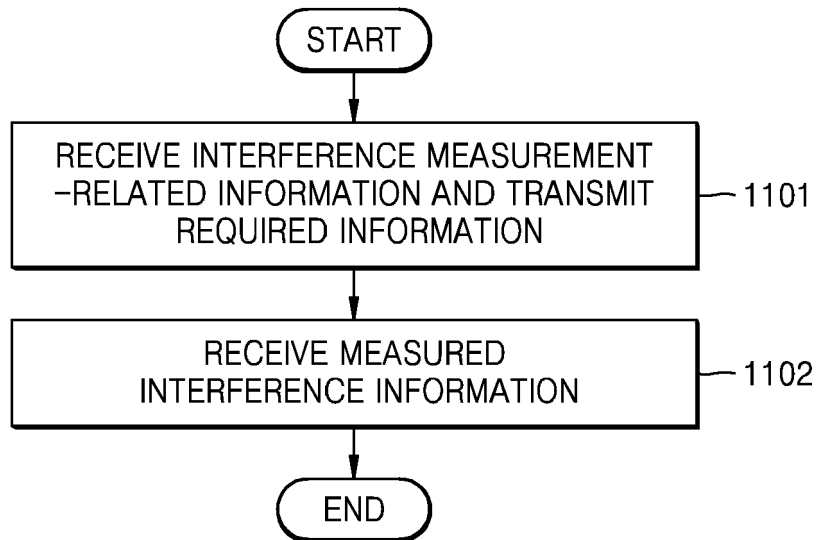 START
RECEIVE INTERFERENCE MEASUREMENT
-RELATED INFORMATION AND TRANSMIT
REQUIRED INFORMATION
1101
RECEIVE MEASURED
INTERFERENCE INFORMATION
1102
END